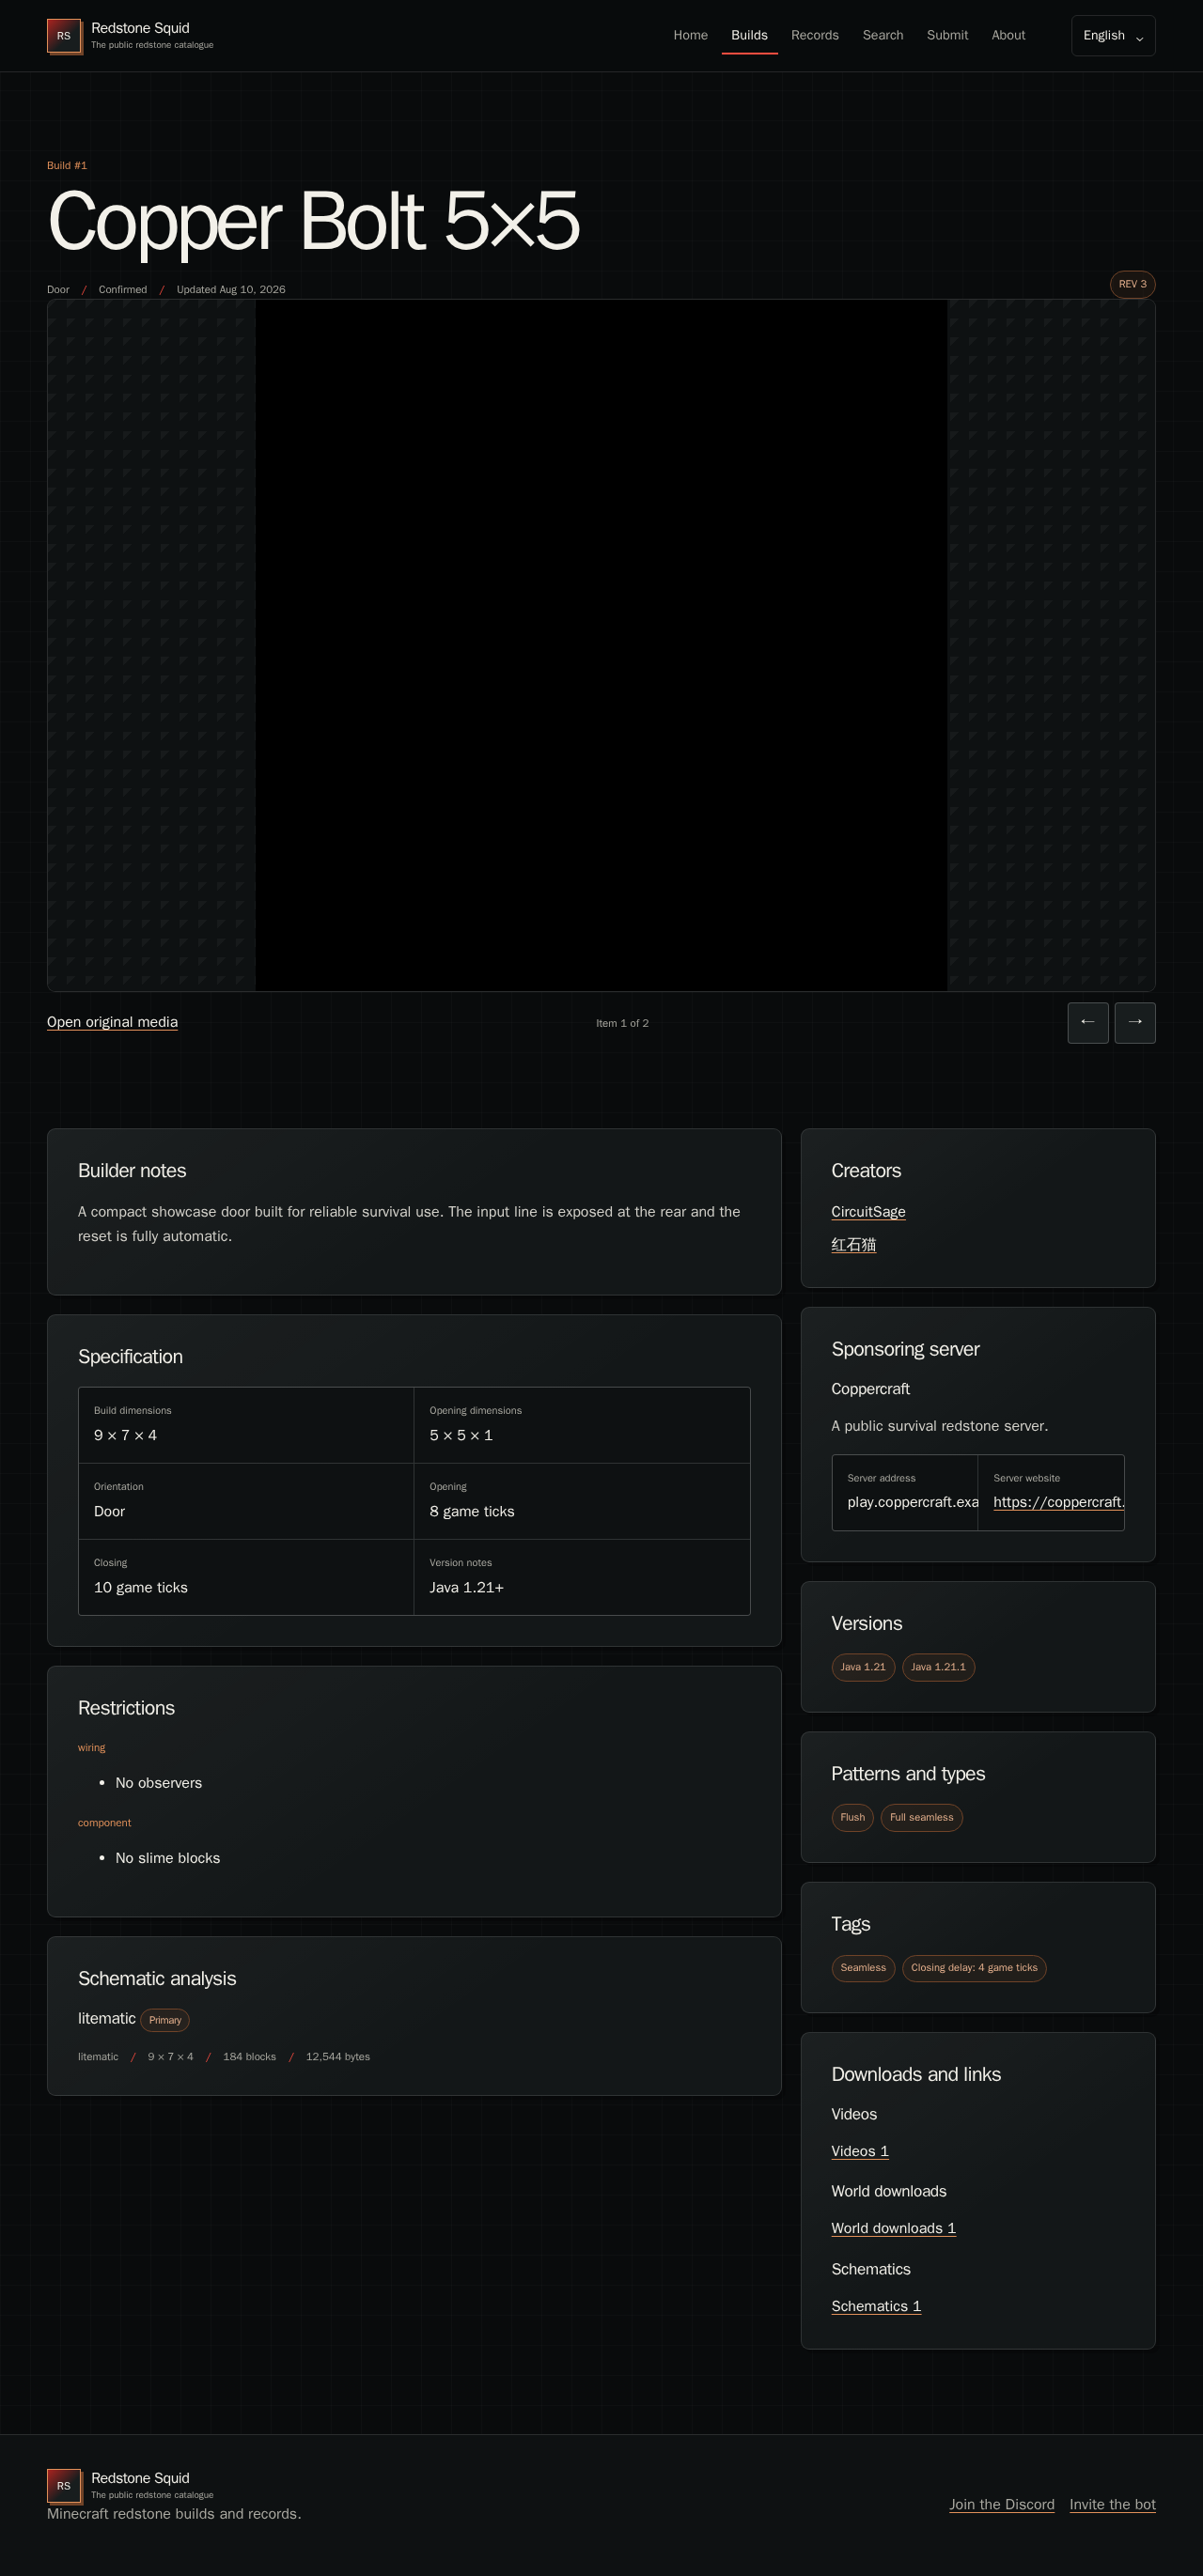 RS
Redstone Squid
The public redstone catalogue
Home Builds Records Search Submit About English
Build #1
Copper Bolt 5×5
Door / Confirmed / Updated Aug 10, 2026
REV 3
Open original media
Item 1 of 2
← →
Builder notes
A compact showcase door built for reliable survival use. The input line is exposed at the rear and the
reset is fully automatic.
Specification
Build dimensions
9 × 7 × 4
Opening dimensions
5 × 5 × 1
Orientation
Door
Opening
8 game ticks
Closing
10 game ticks
Version notes
Java 1.21+
Restrictions
wiring
• No observers
component
• No slime blocks
Schematic analysis
litematic Primary
litematic / 9 × 7 × 4 / 184 blocks / 12,544 bytes
Creators
CircuitSage
红石猫
Sponsoring server
Coppercraft
A public survival redstone server.
Server address
play.coppercraft.exa
Server website
https://coppercraft.
Versions
Java 1.21 Java 1.21.1
Patterns and types
Flush Full seamless
Tags
Seamless Closing delay: 4 game ticks
Downloads and links
Videos
Videos 1
World downloads
World downloads 1
Schematics
Schematics 1
RS
Redstone Squid
The public redstone catalogue
Minecraft redstone builds and records.
Join the Discord Invite the bot